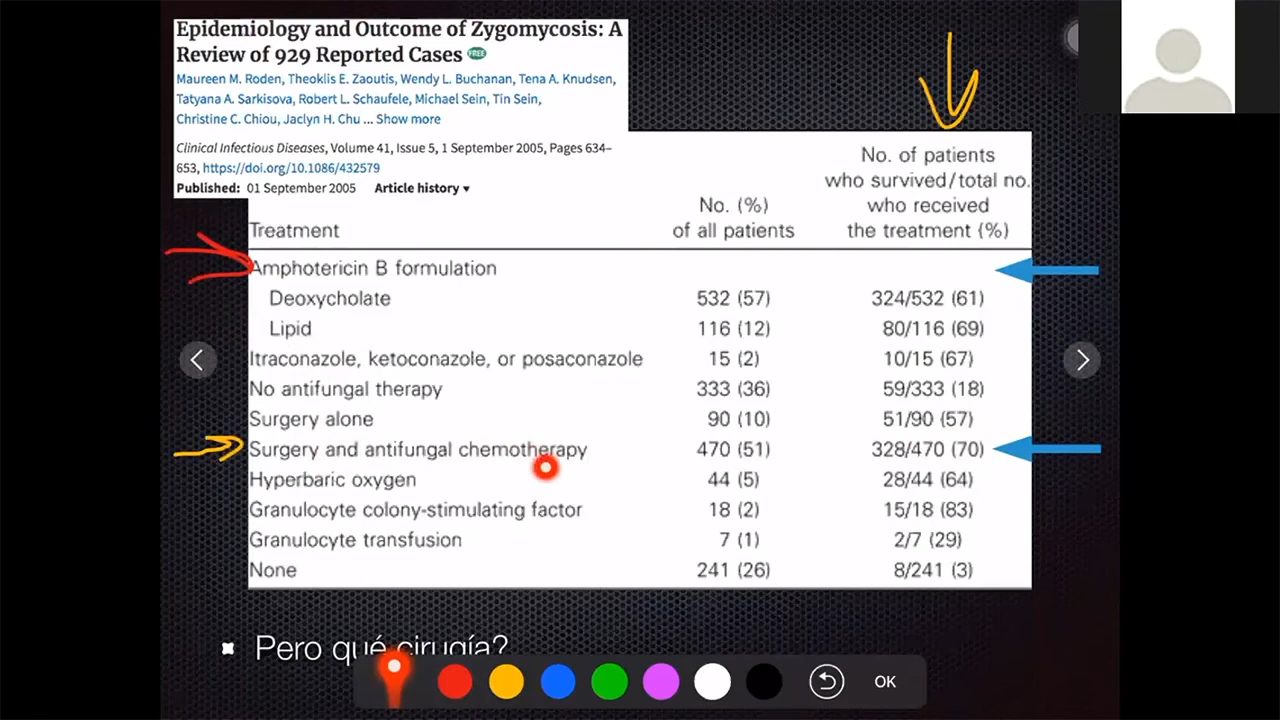 Epidemiology and Outcome of Zygomycosis: A
Review of 929 Reported Cases FREE
Maureen M. Roden, Theoklis E. Zaoutis, Wendy L. Buchanan, Tena A. Knudsen,
Tatyana A. Sarkisova, Robert L. Schaufele, Michael Sein, Tin Sein,
Christine C. Chiou, Jaclyn H. Chu ... Show more
Clinical Infectious Diseases, Volume 41, Issue 5, 1 September 2005, Pages 634–
653, https://doi.org/10.1086/432579
Published: 01 September 2005 Article history
No. of patients
who survived/total no.
No. (%) who received
Treatment of all patients the treatment (%)
Amphotericin B formulation
Deoxycholate 532 (57) 324/532 (61)
Lipid 116 (12) 80/116 (69)
Itraconazole, ketoconazole, or posaconazole 15 (2) 10/15 (67)
No antifungal therapy 333 (36) 59/333 (18)
Surgery alone 90 (10) 51/90 (57)
Surgery and antifungal chemotherapy 470 (51) 328/470 (70)
Hyperbaric oxygen 44 (5) 28/44 (64)
Granulocyte colony-stimulating factor 18 (2) 15/18 (83)
Granulocyte transfusion 7 (1) 2/7 (29)
None 241 (26) 8/241 (3)
Pero qué cirugía?
OK